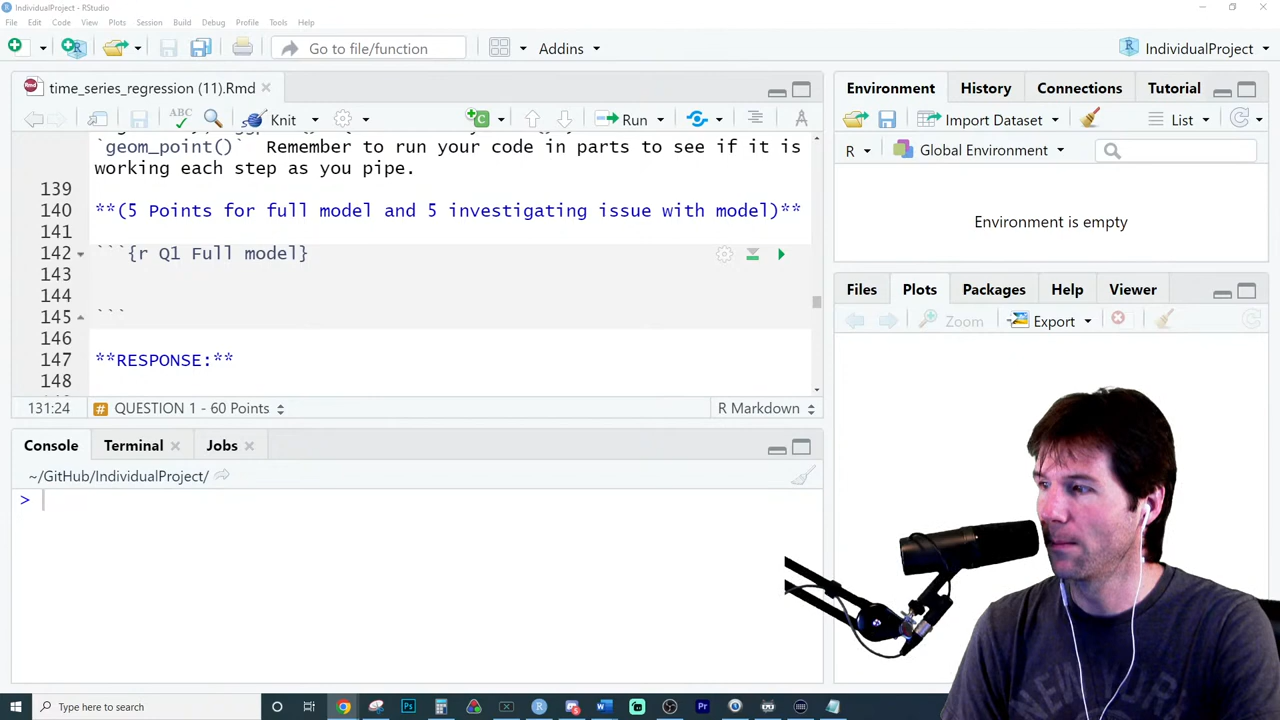 IndividualProject - RStudio
File Edit Code View Plots Session Build Debug Profile Tools Help
Go to file/function
Addins
IndividualProject
time_series_regression (11).Rmd
Knit
Run
`geom_point()` Remember to run your code in parts to see if it is
working each step as you pipe.
139
140 **(5 Points for full model and 5 investigating issue with model)**
141
142 ```{r Q1 Full model}
143
144
145 ```
146
147 **RESPONSE:**
148
131:24 QUESTION 1 - 60 Points R Markdown
Console Terminal Jobs
~/GitHub/IndividualProject/
>
Environment History Connections Tutorial
Import Dataset List
R Global Environment
Environment is empty
Files Plots Packages Help Viewer
Zoom Export
Type here to search